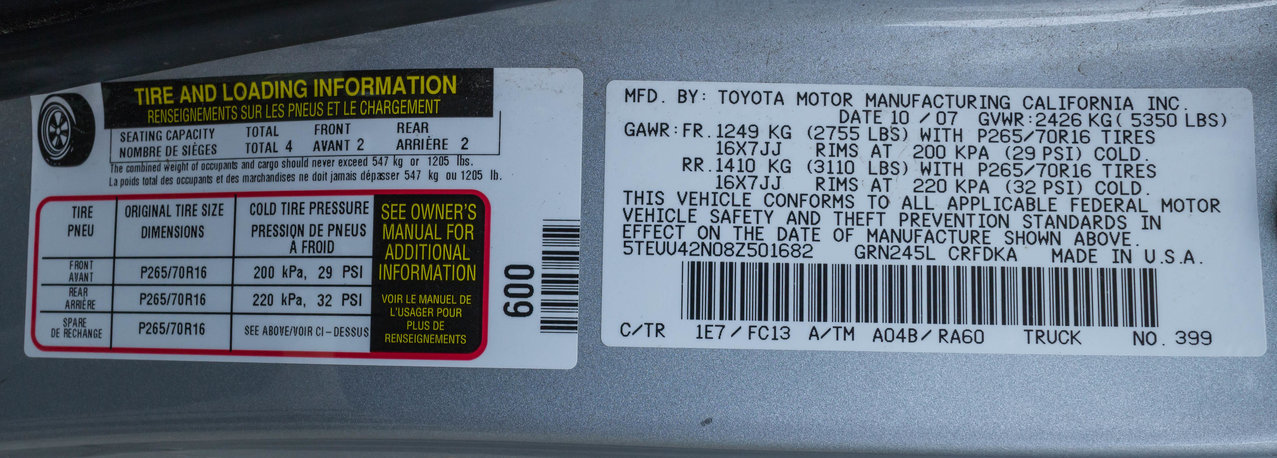 TIRE AND LOADING INFORMATION
RENSEIGNEMENTS SUR LES PNEUS ET LE CHARGEMENT
SEATING CAPACITY TOTAL FRONT REAR
NOMBRE DE SIÈGES TOTAL 4 AVANT 2 ARRIÈRE 2
The combined weight of occupants and cargo should never exceed 547 kg or 1205 lbs.
La poids total des occupants et des marchandises ne doit jamais dépasser 547 kg ou 1205 lb.
TIRE
PNEU
ORIGINAL TIRE SIZE
DIMENSIONS
COLD TIRE PRESSURE
PRESSION DE PNEUS
À FROID
FRONT
AVANT
P265/70R16
200 kPa, 29 PSI
REAR
ARRIÈRE
P265/70R16
220 kPa, 32 PSI
SPARE
DE RECHANGE
P265/70R16
SEE ABOVE/VOIR CI-DESSUS
SEE OWNER'S
MANUAL FOR
ADDITIONAL
INFORMATION
VOIR LE MANUEL DE
L'USAGER POUR
PLUS DE
RENSEIGNEMENTS
600
MFD. BY: TOYOTA MOTOR MANUFACTURING CALIFORNIA INC.
DATE 10 / 07 GVWR:2426 KG( 5350 LBS)
GAWR:FR.1249 KG (2755 LBS) WITH P265/70R16 TIRES
16X7JJ RIMS AT 200 KPA (29 PSI) COLD.
RR.1410 KG (3110 LBS) WITH P265/70R16 TIRES
16X7JJ RIMS AT 220 KPA (32 PSI) COLD.
THIS VEHICLE CONFORMS TO ALL APPLICABLE FEDERAL MOTOR
VEHICLE SAFETY AND THEFT PREVENTION STANDARDS IN
EFFECT ON THE DATE OF MANUFACTURE SHOWN ABOVE.
5TEUU42N08Z501682 GRN245L CRFDKA MADE IN U.S.A.
C/TR 1E7/FC13 A/TM A04B/RA60 TRUCK NO. 399